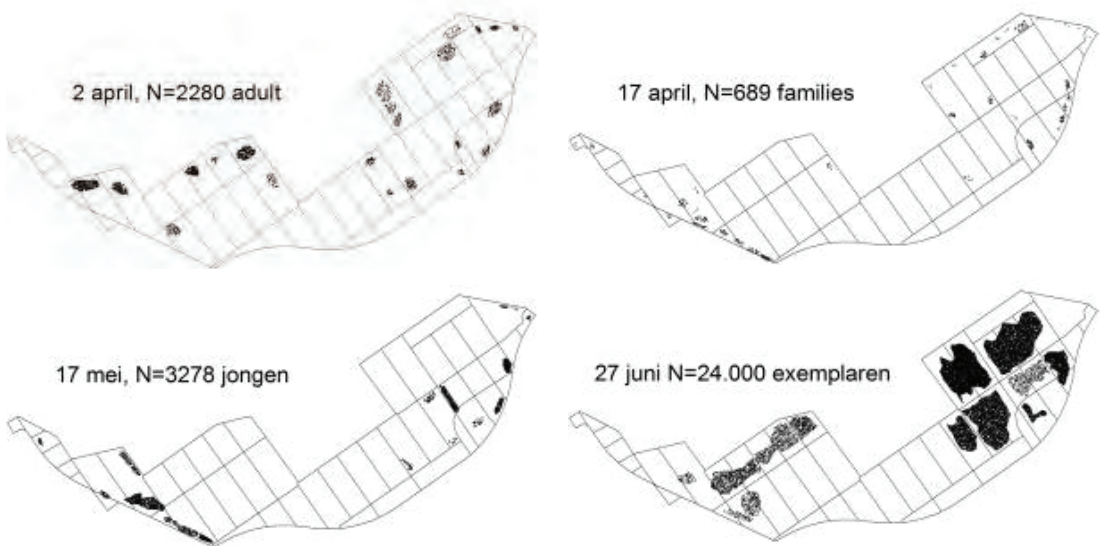 2 april, N=2280 adult
17 april, N=689 families
17 mei, N=3278 jongen
27 juni N=24.000 exemplaren